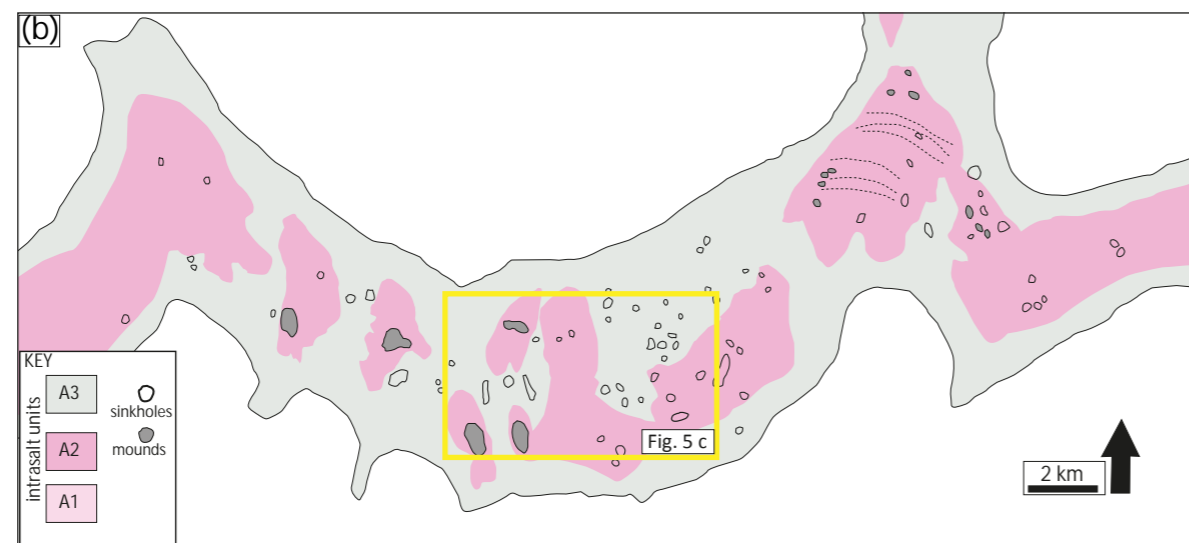 (b)
KEY
intrasalt units
A3
A2
A1
sinkholes
mounds
Fig. 5 c
2 km